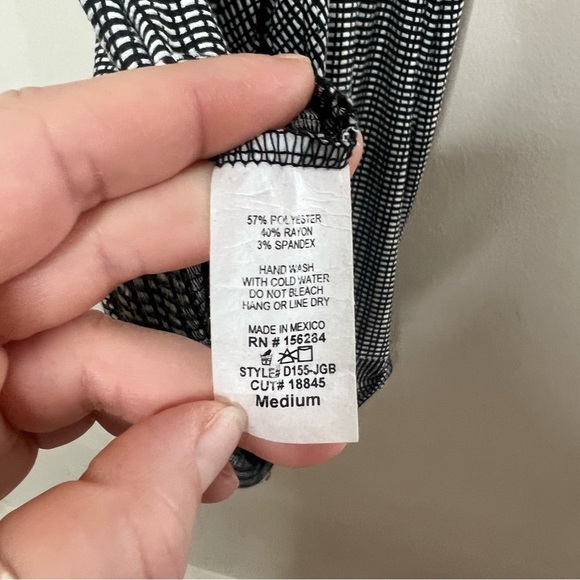 57% POLYESTER
40% RAYON
3% SPANDEX
HAND WASH
WITH COLD WATER
DO NOT BLEACH
HANG OR LINE DRY
MADE IN MEXICO
RN # 156284
STYLE# D155-JGB
CUT# 18845
Medium